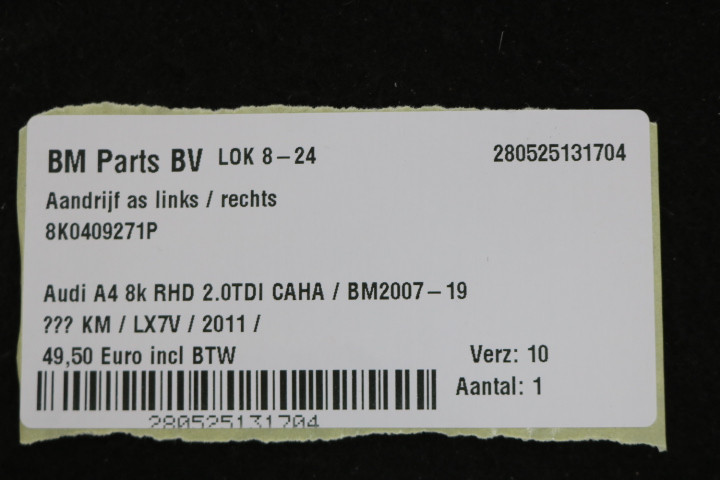 BM Parts BV LOK 8-24 280525131704
Aandrijf as links / rechts
8K0409271P
Audi A4 8k RHD 2.0TDI CAHA / BM2007-19
??? KM / LX7V / 2011 /
49,50 Euro incl BTW Verz: 10
Aantal: 1
280525131704